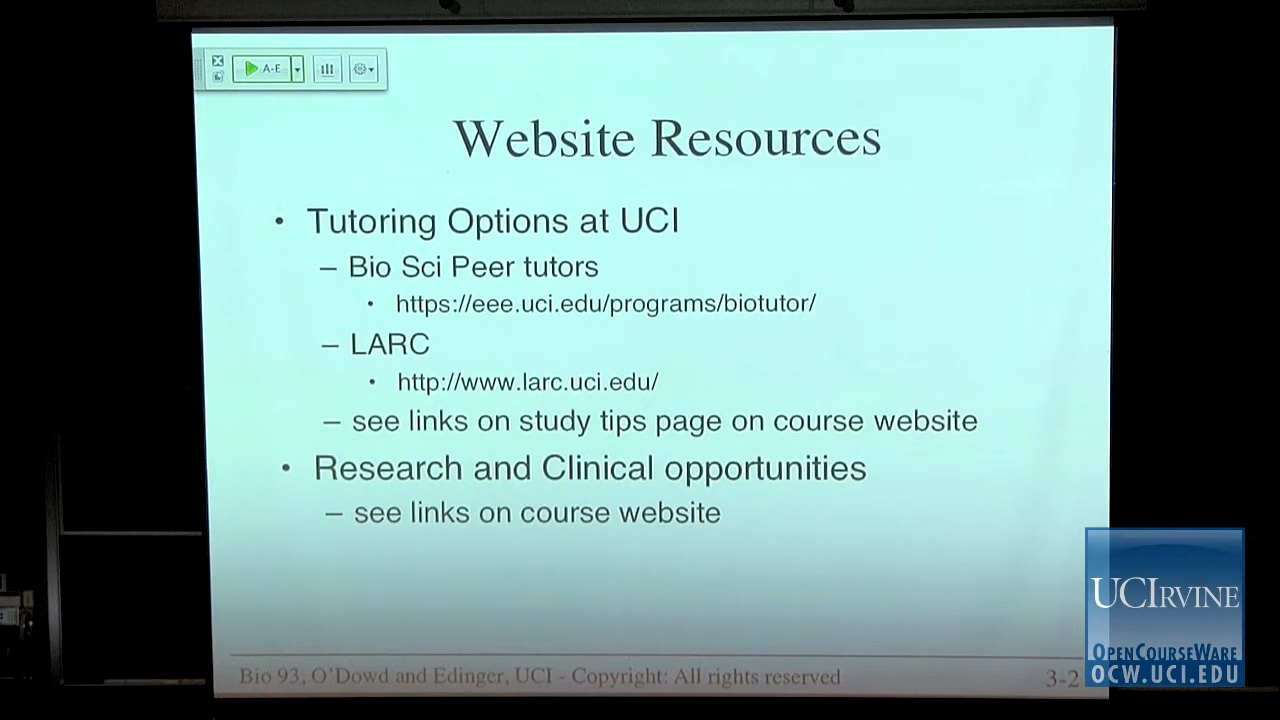 A-E
Website Resources
• Tutoring Options at UCI
– Bio Sci Peer tutors
• https://eee.uci.edu/programs/biotutor/
– LARC
• http://www.larc.uci.edu/
– see links on study tips page on course website
• Research and Clinical opportunities
– see links on course website
Bio 93, O'Dowd and Edinger, UCI - Copyright: All rights reserved 3-2
UCIRVINE
OPENCOURSEWARE
OCW.UCI.EDU